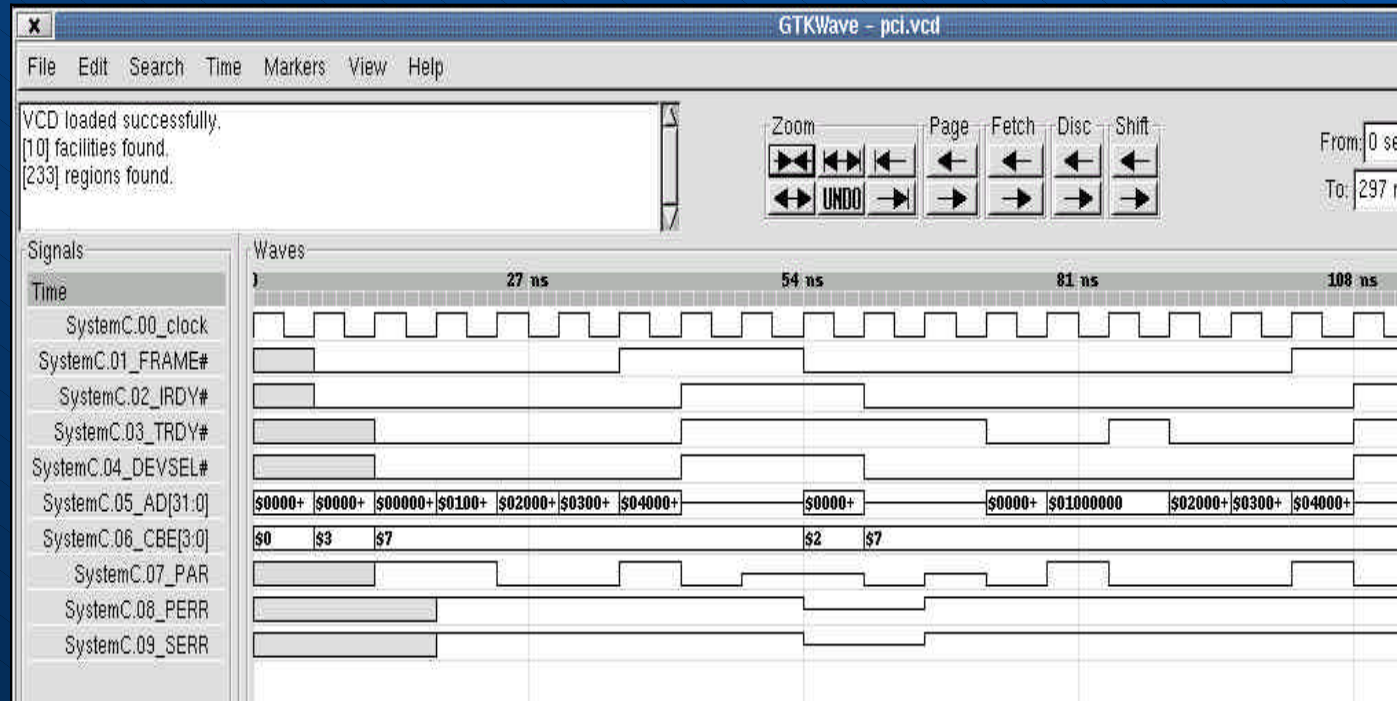 X GTKWave - pci.vcd
File Edit Search Time Markers View Help
VCD loaded successfully.
[10] facilities found.
[233] regions found.
Zoom Page Fetch Disc Shift
UNDO
From: 0 se
To: 297
Signals
Waves
Time
27 ns 54 ns 81 ns 108 ns
SystemC.00_clock
SystemC.01_FRAME#
SystemC.02_IRDY#
SystemC.03_TRDY#
SystemC.04_DEVSEL#
SystemC.05_AD[31:0] $0000+ $0000+ $00000+ $0100+ $02000+ $0300+ $04000+ $0000+ $0000+ $01000000 $02000+ $0300+ $04000+
SystemC.06_CBE[3:0] $0 $3 $7 $2 $7
SystemC.07_PAR
SystemC.08_PERR
SystemC.09_SERR